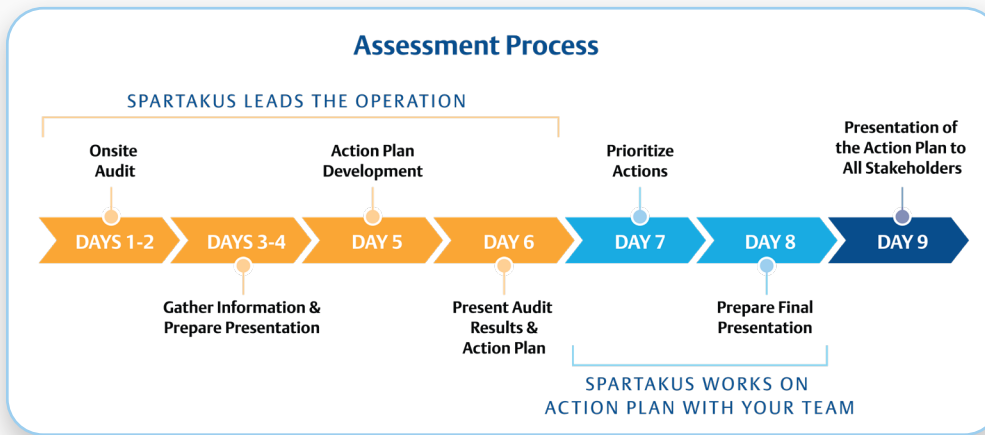 Assessment Process
SPARTAKUS LEADS THE OPERATION
Onsite
Audit
Action Plan
Development
Prioritize
Actions
Presentation of
the Action Plan to
All Stakeholders
DAYS 1-2
DAYS 3-4
DAY 5
DAY 6
DAY 7
DAY 8
DAY 9
Gather Information &
Prepare Presentation
Present Audit
Results &
Action Plan
Prepare Final
Presentation
SPARTAKUS WORKS ON
ACTION PLAN WITH YOUR TEAM